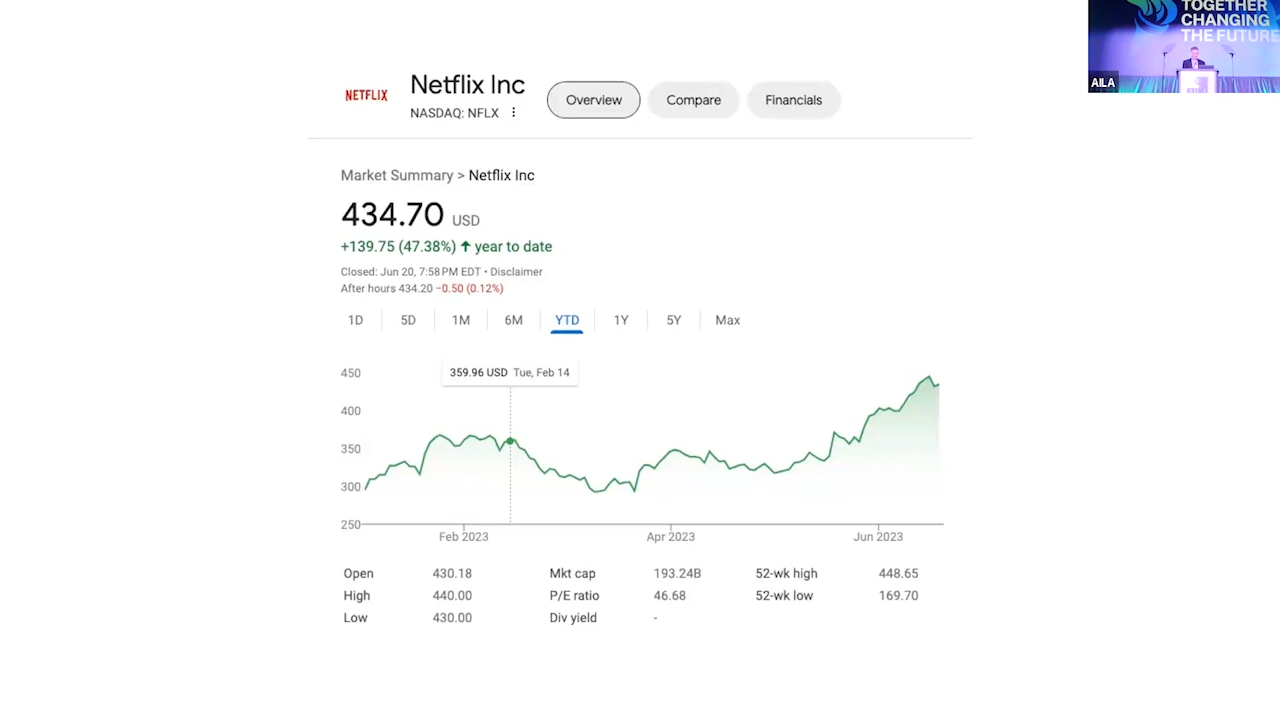 NETFLIX
Netflix Inc
NASDAQ: NFLX
Overview
Compare
Financials
Market Summary > Netflix Inc
434.70 USD
+139.75 (47.38%) ↑ year to date
Closed: Jun 20, 7:58 PM EDT • Disclaimer
After hours 434.20 −0.50 (0.12%)
1D 5D 1M 6M YTD 1Y 5Y Max
359.96 USD Tue, Feb 14
450
400
350
300
250
Feb 2023 Apr 2023 Jun 2023
Open 430.18 Mkt cap 193.24B 52-wk high 448.65
High 440.00 P/E ratio 46.68 52-wk low 169.70
Low 430.00 Div yield -
TOGETHER
CHANGING
THE FUTURE
AILA